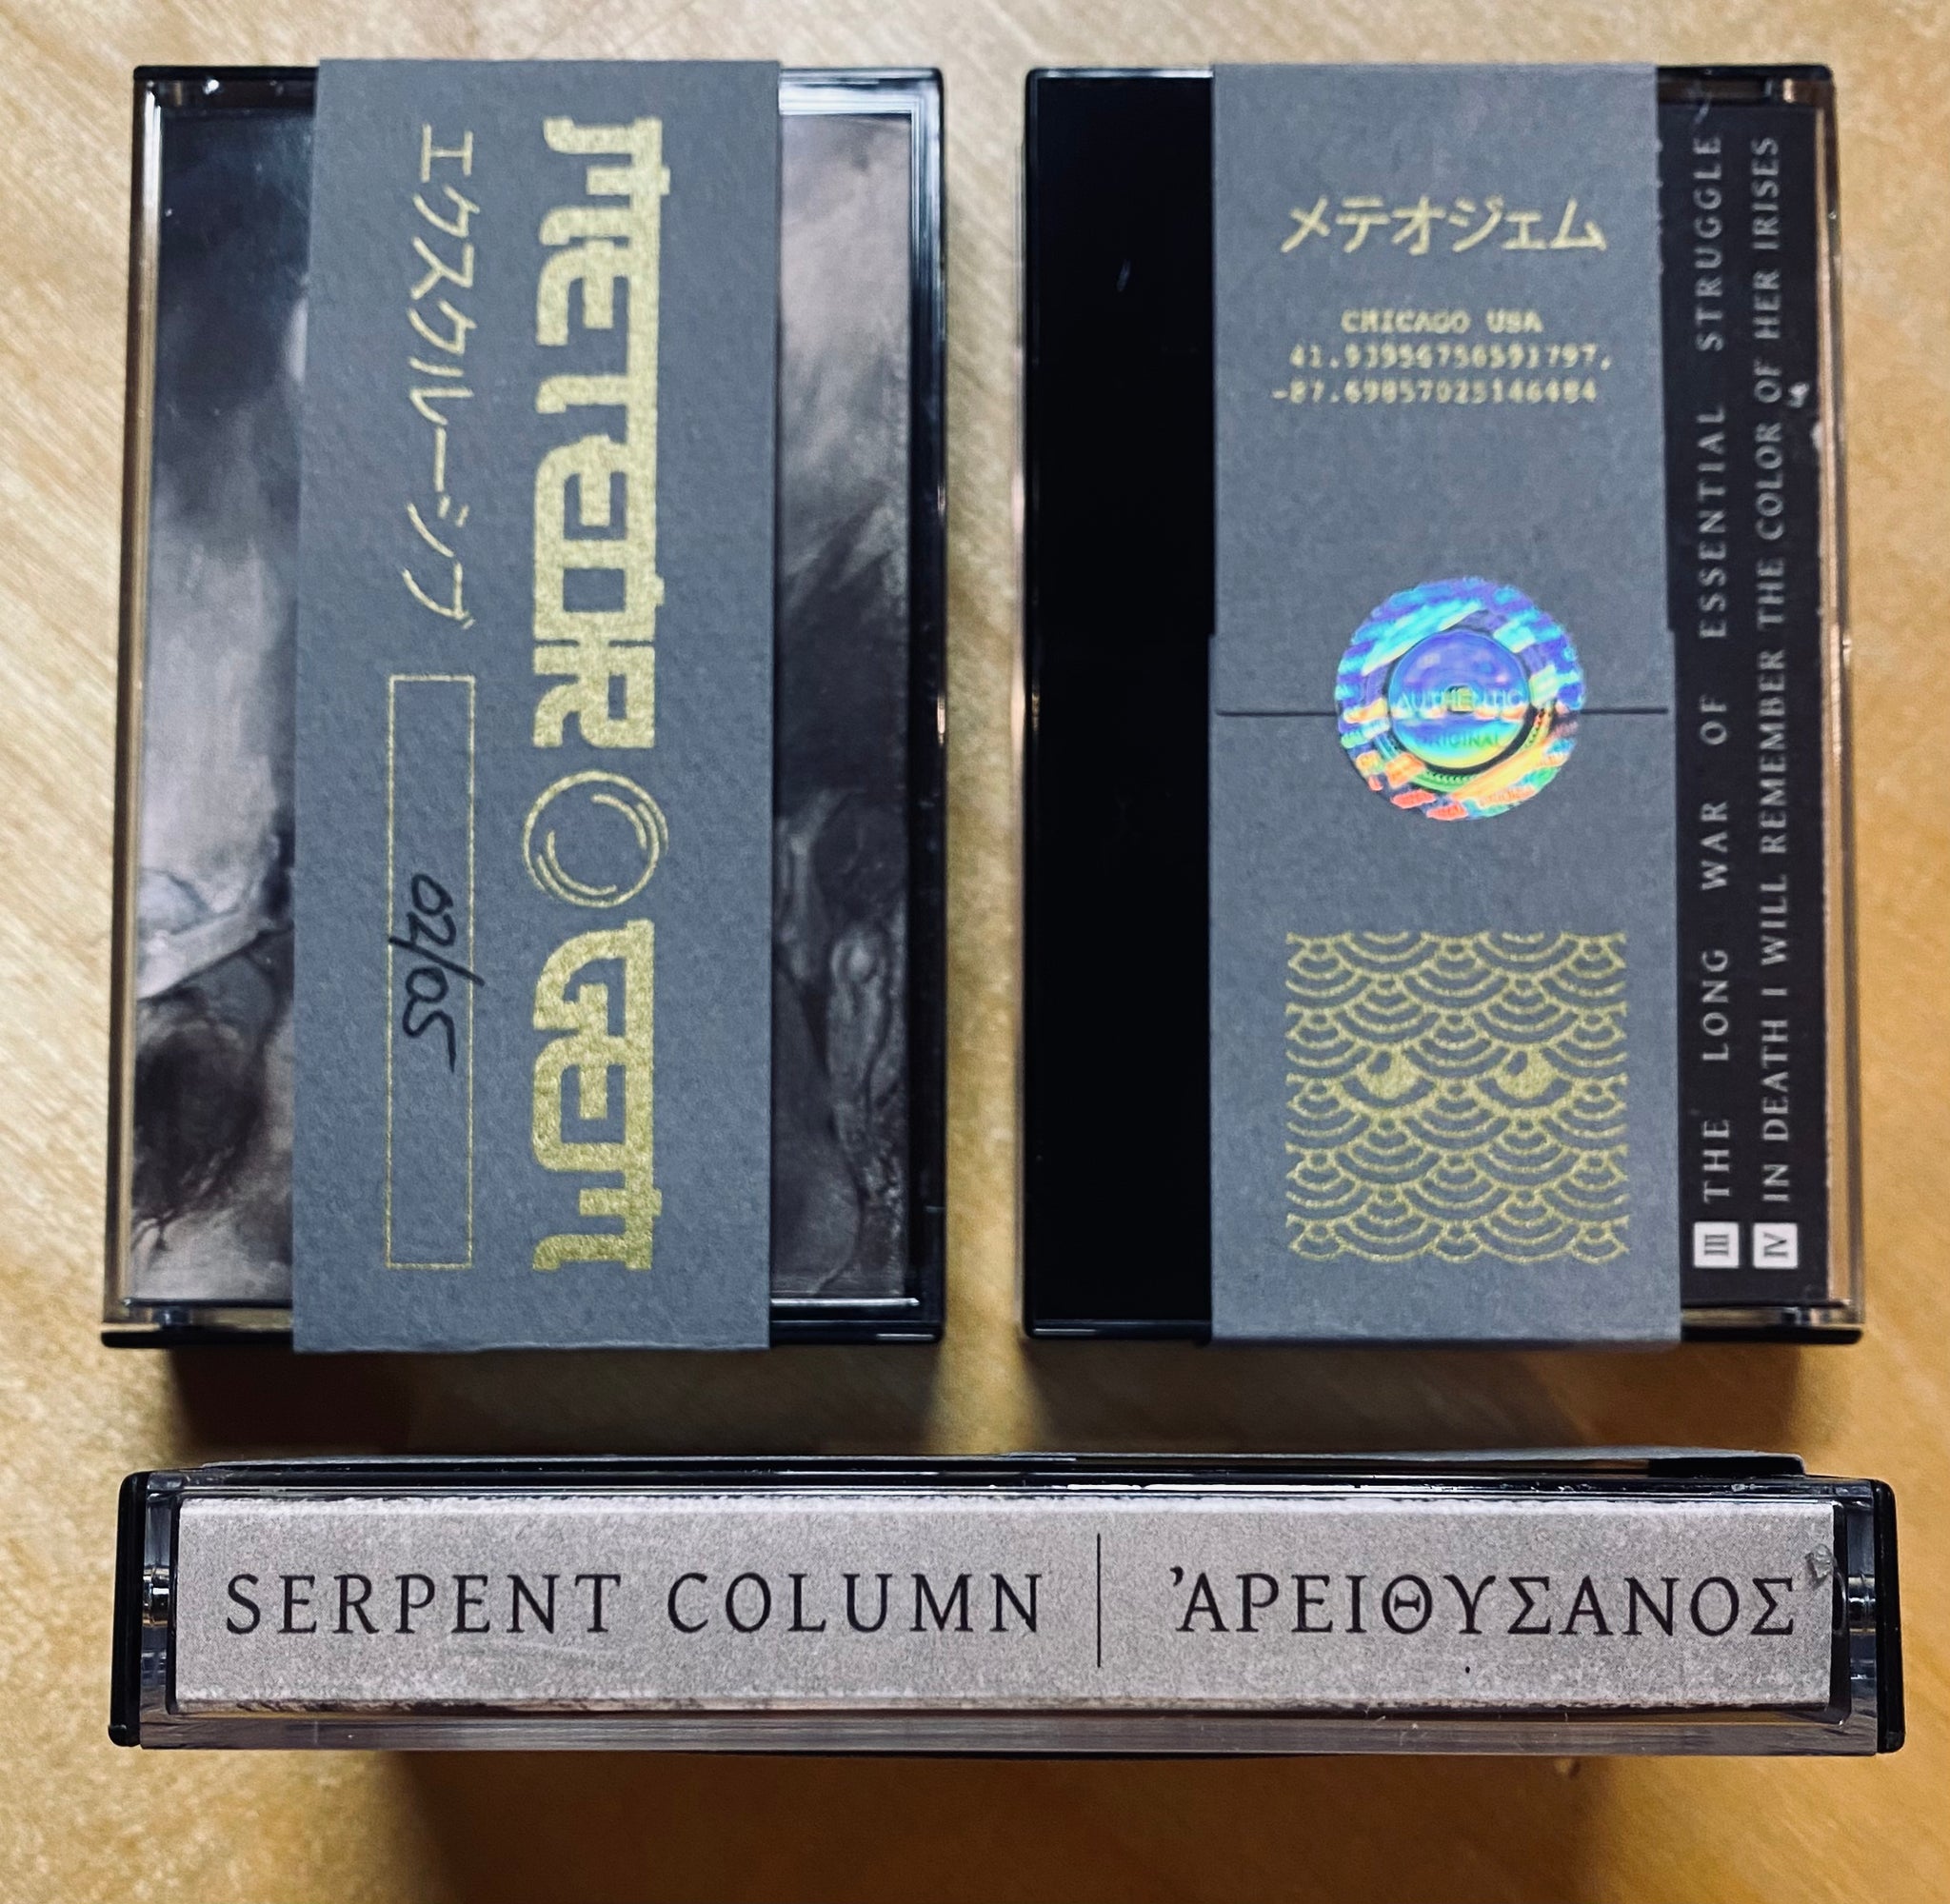 METEOR GEM
エクスクルーシブ
02/05
メテオジェム
CHICAGO USA
41.93956756591797,
-87.69857025146484
AUTHENTIC
ORIGINAL
III THE LONG WAR OF ESSENTIAL STRUGGLE
IV IN DEATH I WILL REMEMBER THE COLOR OF HER IRISES
SERPENT COLUMN | ἈΡΕΙΘΥΣΑΝΟΣ